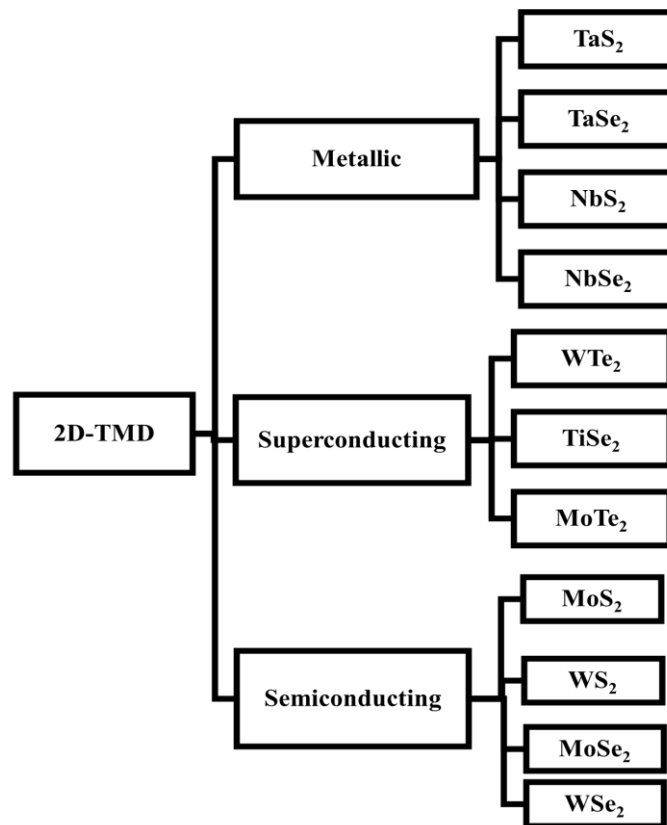 2D-TMD
Metallic
TaS₂
TaSe₂
NbS₂
NbSe₂
Superconducting
WTe₂
TiSe₂
MoTe₂
Semiconducting
MoS₂
WS₂
MoSe₂
WSe₂